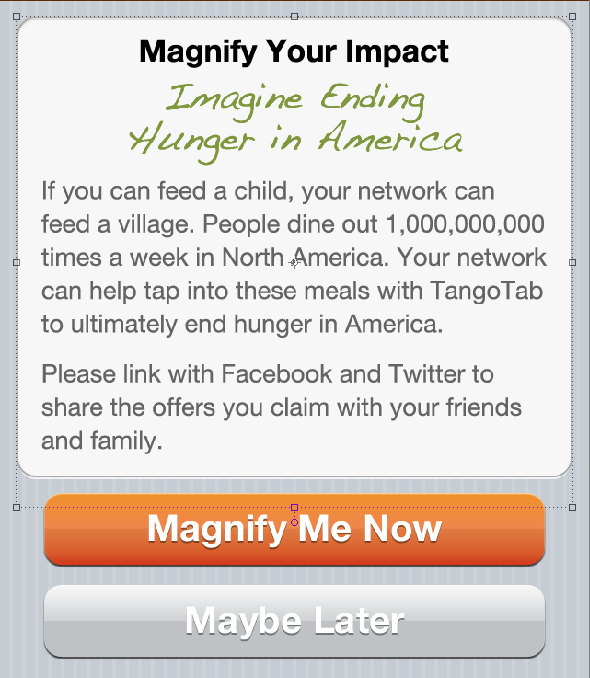 Magnify Your Impact
Imagine Ending
Hunger in America
If you can feed a child, your network can
feed a village. People dine out 1,000,000,000
times a week in North America. Your network
can help tap into these meals with TangoTab
to ultimately end hunger in America.
Please link with Facebook and Twitter to
share the offers you claim with your friends
and family.
Magnify Me Now
Maybe Later